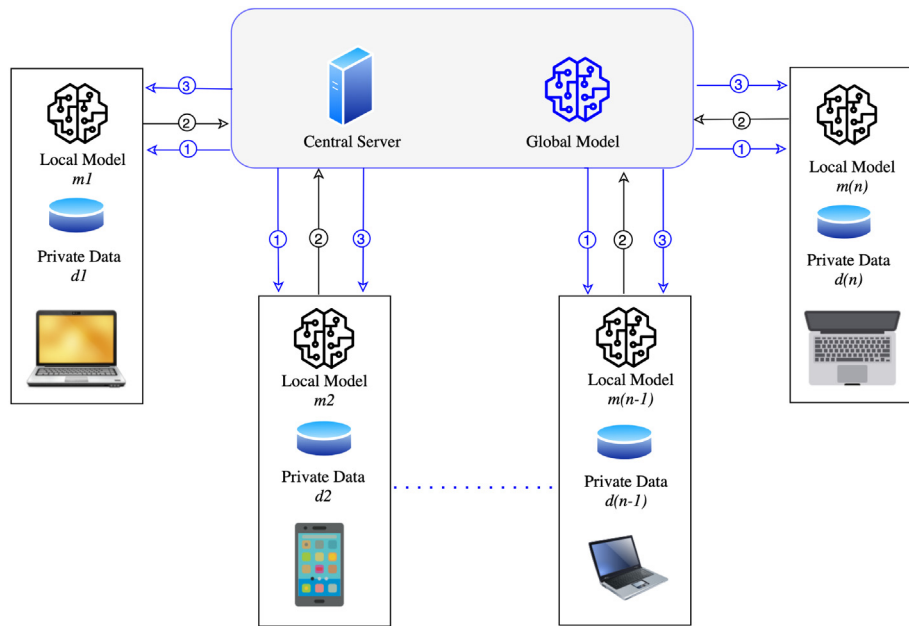 Central Server
Global Model
3
2
1
Local Model
m1
Private Data
d1
3
2
1
Local Model
m(n)
Private Data
d(n)
1
2
3
Local Model
m2
Private Data
d2
1
2
3
Local Model
m(n-1)
Private Data
d(n-1)